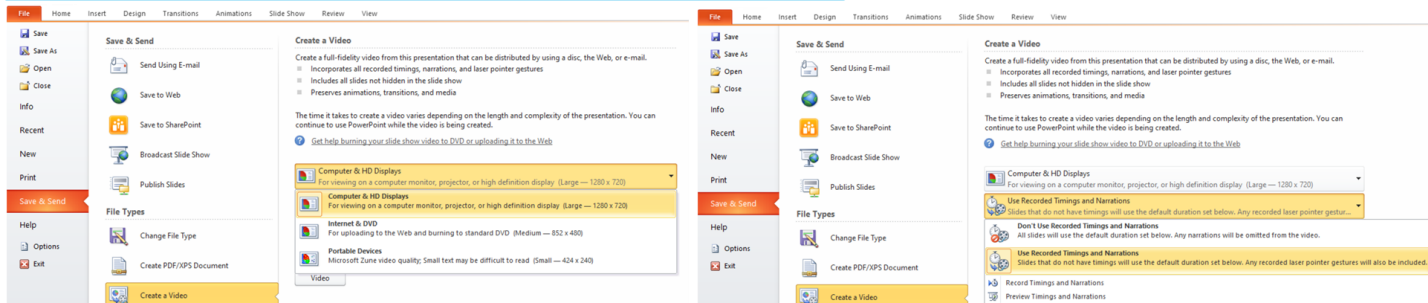 File Home Insert Design Transitions Animations Slide Show Review View
Save
Save As
Open
Close
Info
Recent
New
Print
Save & Send
Help
Options
Exit
Save & Send
Send Using E-mail
Save to Web
Save to SharePoint
Broadcast Slide Show
Publish Slides
File Types
Change File Type
Create PDF/XPS Document
Create a Video
Create a Video
Create a full-fidelity video from this presentation that can be distributed by using a disc, the Web, or e-mail.
Incorporates all recorded timings, narrations, and laser pointer gestures
Includes all slides not hidden in the slide show
Preserves animations, transitions, and media
The time it takes to create a video varies depending on the length and complexity of the presentation. You can
continue to use PowerPoint while the video is being created.
Get help burning your slide show video to DVD or uploading it to the Web
Computer & HD Displays
For viewing on a computer monitor, projector, or high definition display (Large — 1280 x 720)
Computer & HD Displays
For viewing on a computer monitor, projector, or high definition display (Large — 1280 x 720)
Internet & DVD
For uploading to the Web and burning to standard DVD (Medium — 852 x 480)
Portable Devices
Microsoft Zune video quality; Small text may be difficult to read (Small — 424 x 240)
Video
File Home Insert Design Transitions Animations Slide Show Review View
Save
Save As
Open
Close
Info
Recent
New
Print
Save & Send
Help
Options
Exit
Save & Send
Send Using E-mail
Save to Web
Save to SharePoint
Broadcast Slide Show
Publish Slides
File Types
Change File Type
Create PDF/XPS Document
Create a Video
Create a Video
Create a full-fidelity video from this presentation that can be distributed by using a disc, the Web, or e-mail.
Incorporates all recorded timings, narrations, and laser pointer gestures
Includes all slides not hidden in the slide show
Preserves animations, transitions, and media
The time it takes to create a video varies depending on the length and complexity of the presentation. You can
continue to use PowerPoint while the video is being created.
Get help burning your slide show video to DVD or uploading it to the Web
Computer & HD Displays
For viewing on a computer monitor, projector, or high definition display (Large — 1280 x 720)
Use Recorded Timings and Narrations
Slides that do not have timings will use the default duration set below. Any recorded laser pointer gestur...
Don't Use Recorded Timings and Narrations
All slides will use the default duration set below. Any narrations will be omitted from the video.
Use Recorded Timings and Narrations
Slides that do not have timings will use the default duration set below. Any recorded laser pointer gestures will also be included.
Record Timings and Narrations
Preview Timings and Narrations